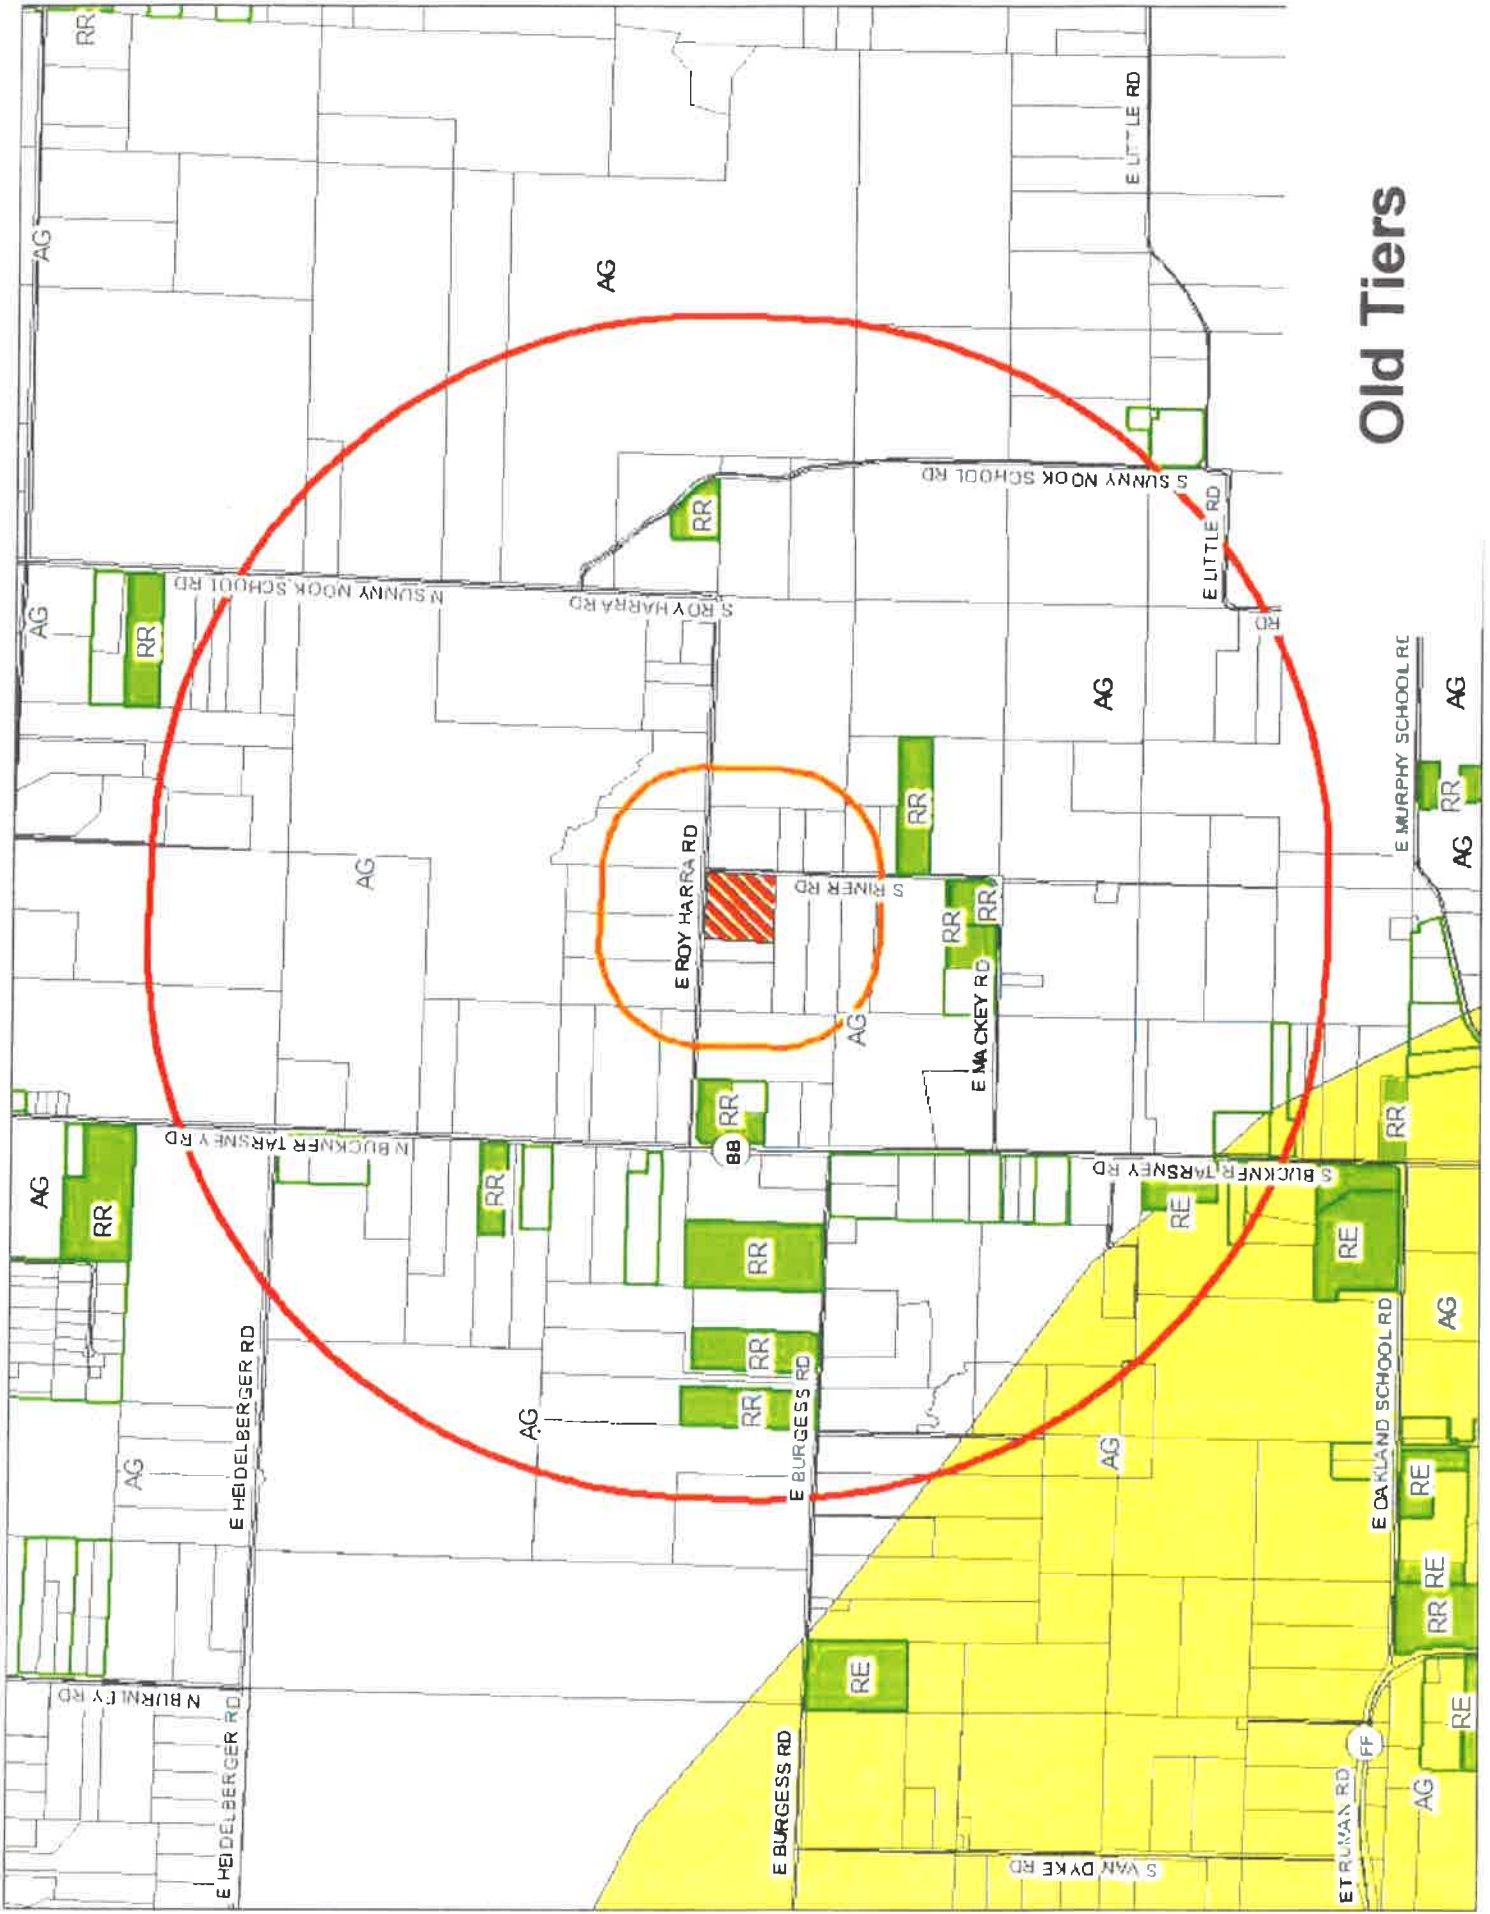 Old Tiers
RR
AG
E LITTLE RD
AG
AG
RR
N SUNNY NOOK SCHOOL RD
S ROY HARRA RD
RR
S SUNNY NOOK SCHOOL RD
E LITTLE RD
RD
AG
AG
E ROY HARRA RD
S RINER RD
RR
AG
E MURPHY SCHOOL RD
AG
RR
AG
RR
RR
E MACKEY RD
AG
RR
BB
N BUCKNER TARSNEY RD
S BUCKNER TARSNEY RD
RR
AG
RR
RR
RR
RE
RE
AG
RR
RR
AG
E BURGESS RD
E HEIDELBERGER RD
AG
AG
E OAKLAND SCHOOL RD
RE
RE
RR
N BURNLEY RD
RE
E HEIDELBERGER RD
E BURGESS RD
S VAN DYKE RD
E TRUMAN RD
FF
RE
AG